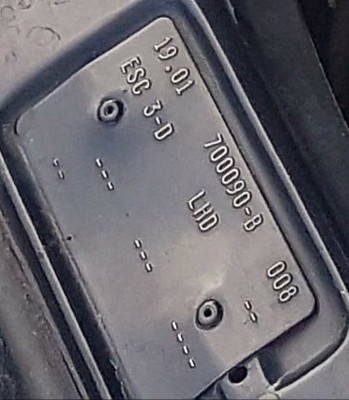 19.01 700090-B 008
ESC 3-D LHD --
-- --- --- ----